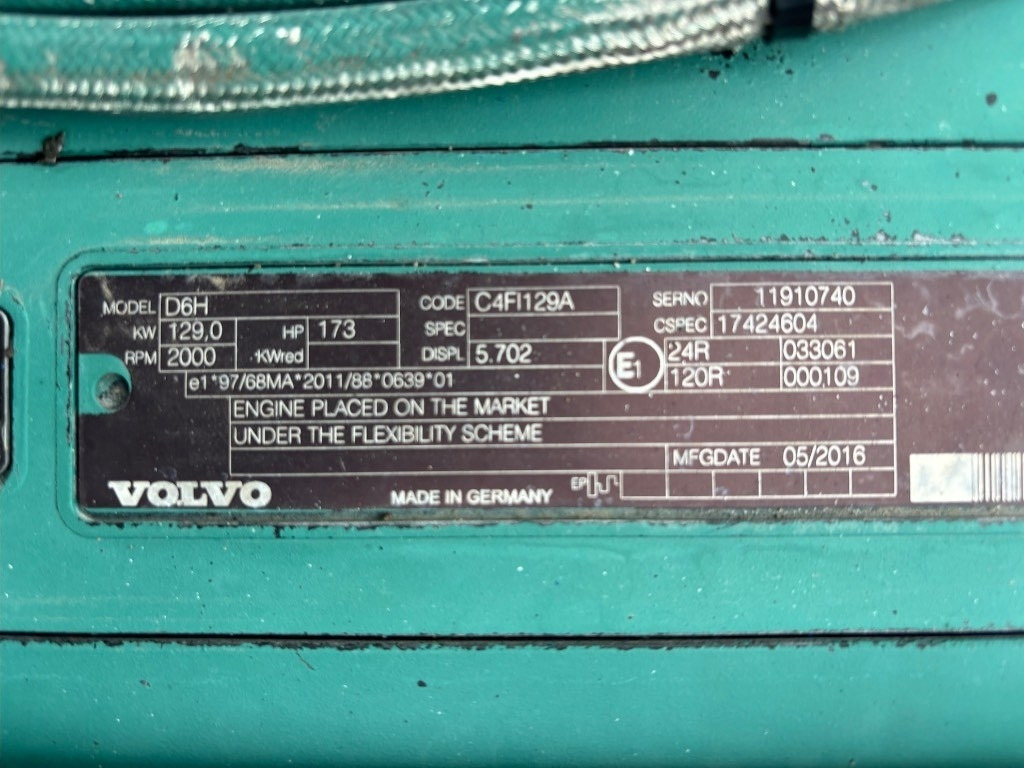 MODEL D6H CODE C4FI129A SERNO 11910740
KW 129,0 HP 173 SPEC CSPEC 17424604
RPM 2000 KWred DISPL 5.702 E1 24R 033061
e1*97/68MA*2011/88*0639*01 120R 000109
ENGINE PLACED ON THE MARKET
UNDER THE FLEXIBILITY SCHEME
MFGDATE 05/2016
VOLVO MADE IN GERMANY EP